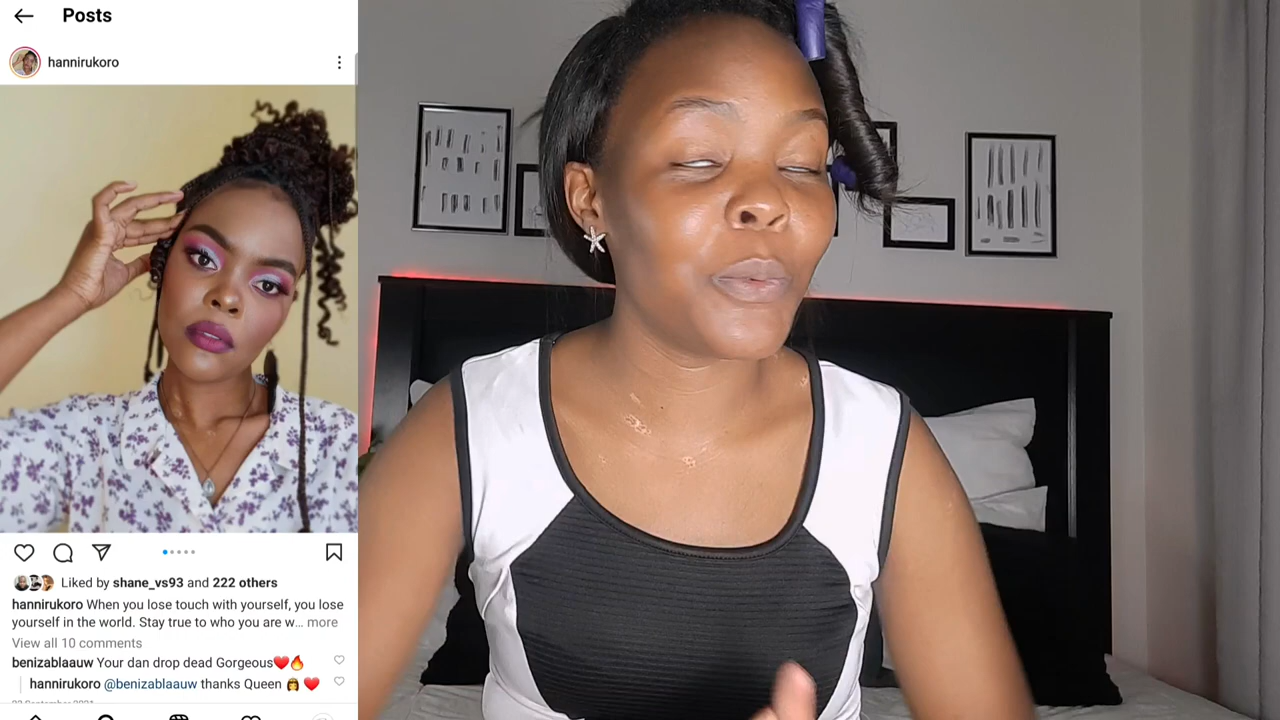 Posts
hannirukoro
Liked by shane_vs93 and 222 others
hannirukoro When you lose touch with yourself, you lose
yourself in the world. Stay true to who you are w... more
View all 10 comments
benizablaauw Your dan drop dead Gorgeous❤️🔥
hannirukoro @benizablaauw thanks Queen 👸 ❤️